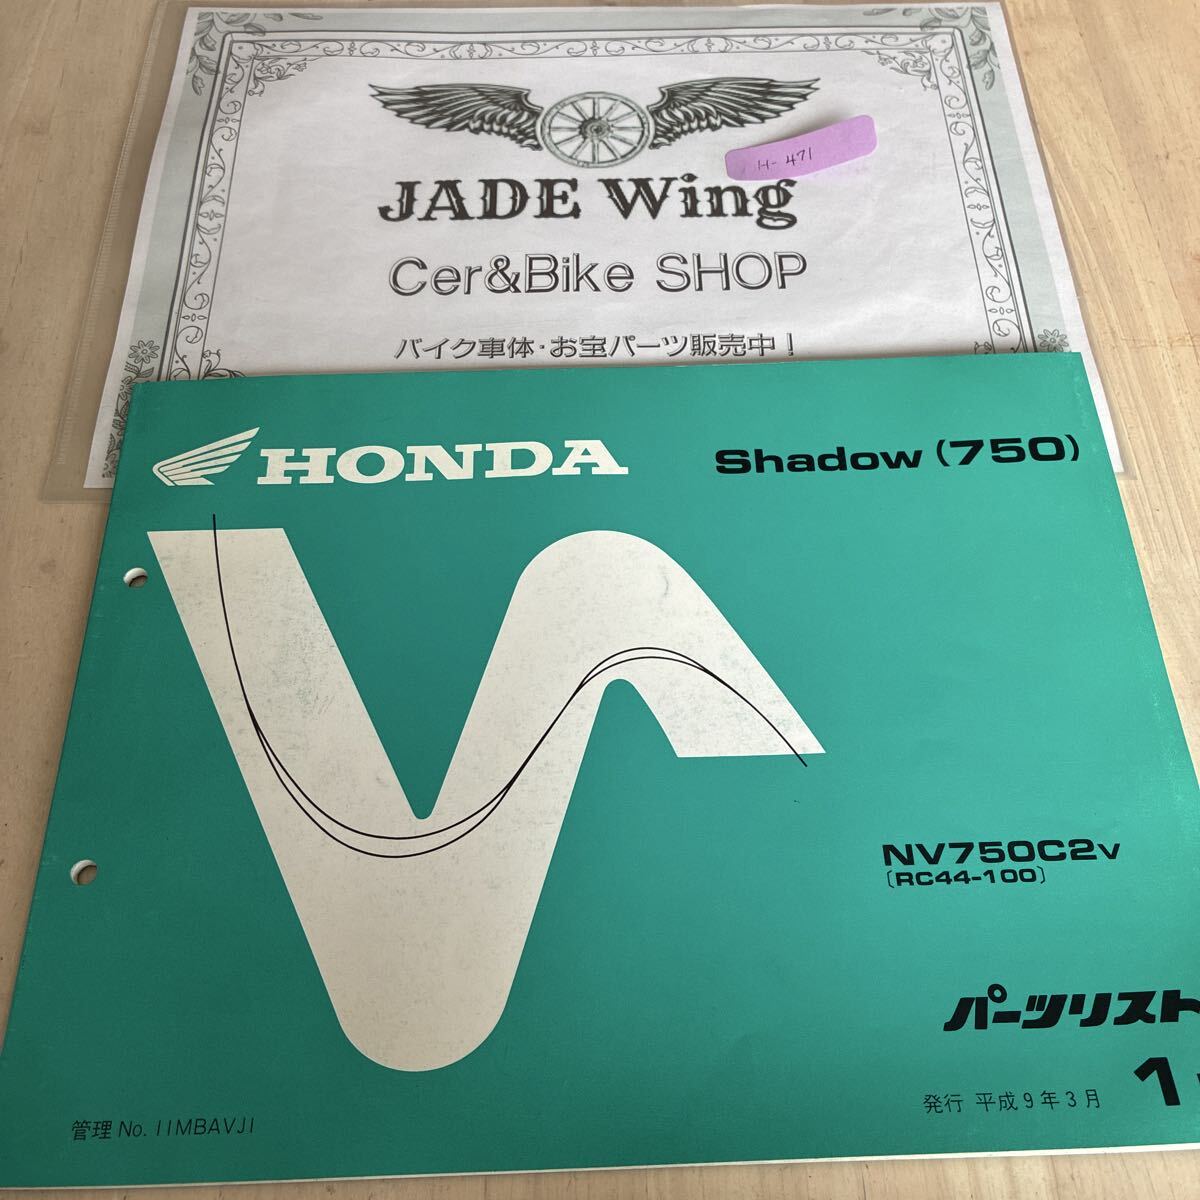 H-471
JADE Wing
Cer&Bike SHOP
バイク車体・お宝パーツ販売中!
HONDA
Shadow (750)
NV750C2V
〔RC44-100〕
パーツリスト
1
発行 平成9年3月
管理 No. 11MBAVJ1